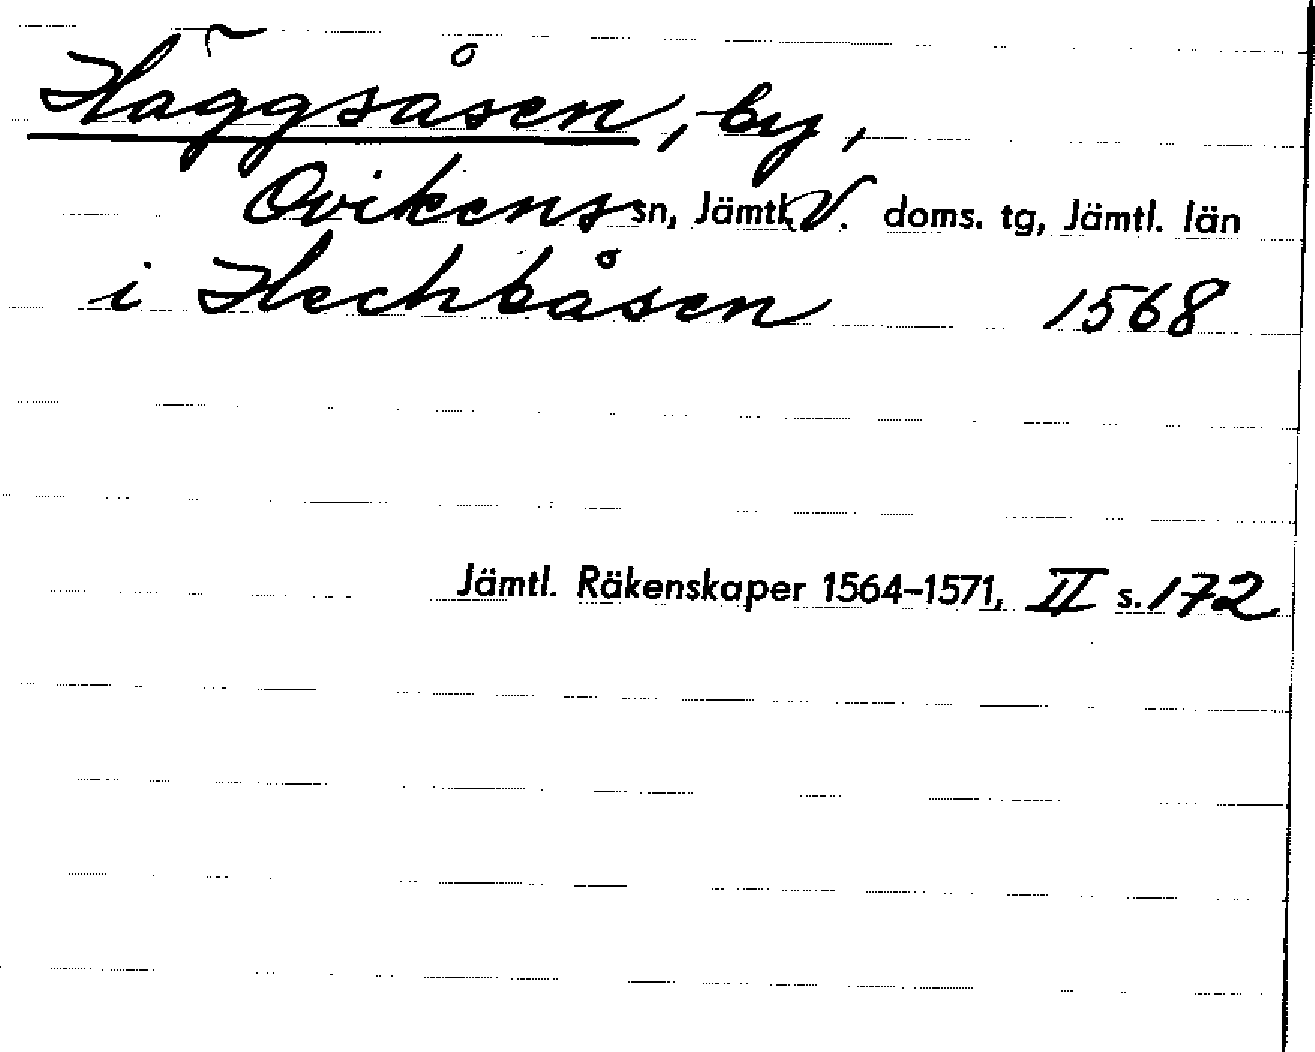 Häggsåsen, by,
Ovikens sn, Jämtl. V. doms. tg, Jämtl. län
i Hechbåsen 1568
Jämtl. Räkenskaper 1564-1571, II s. 172